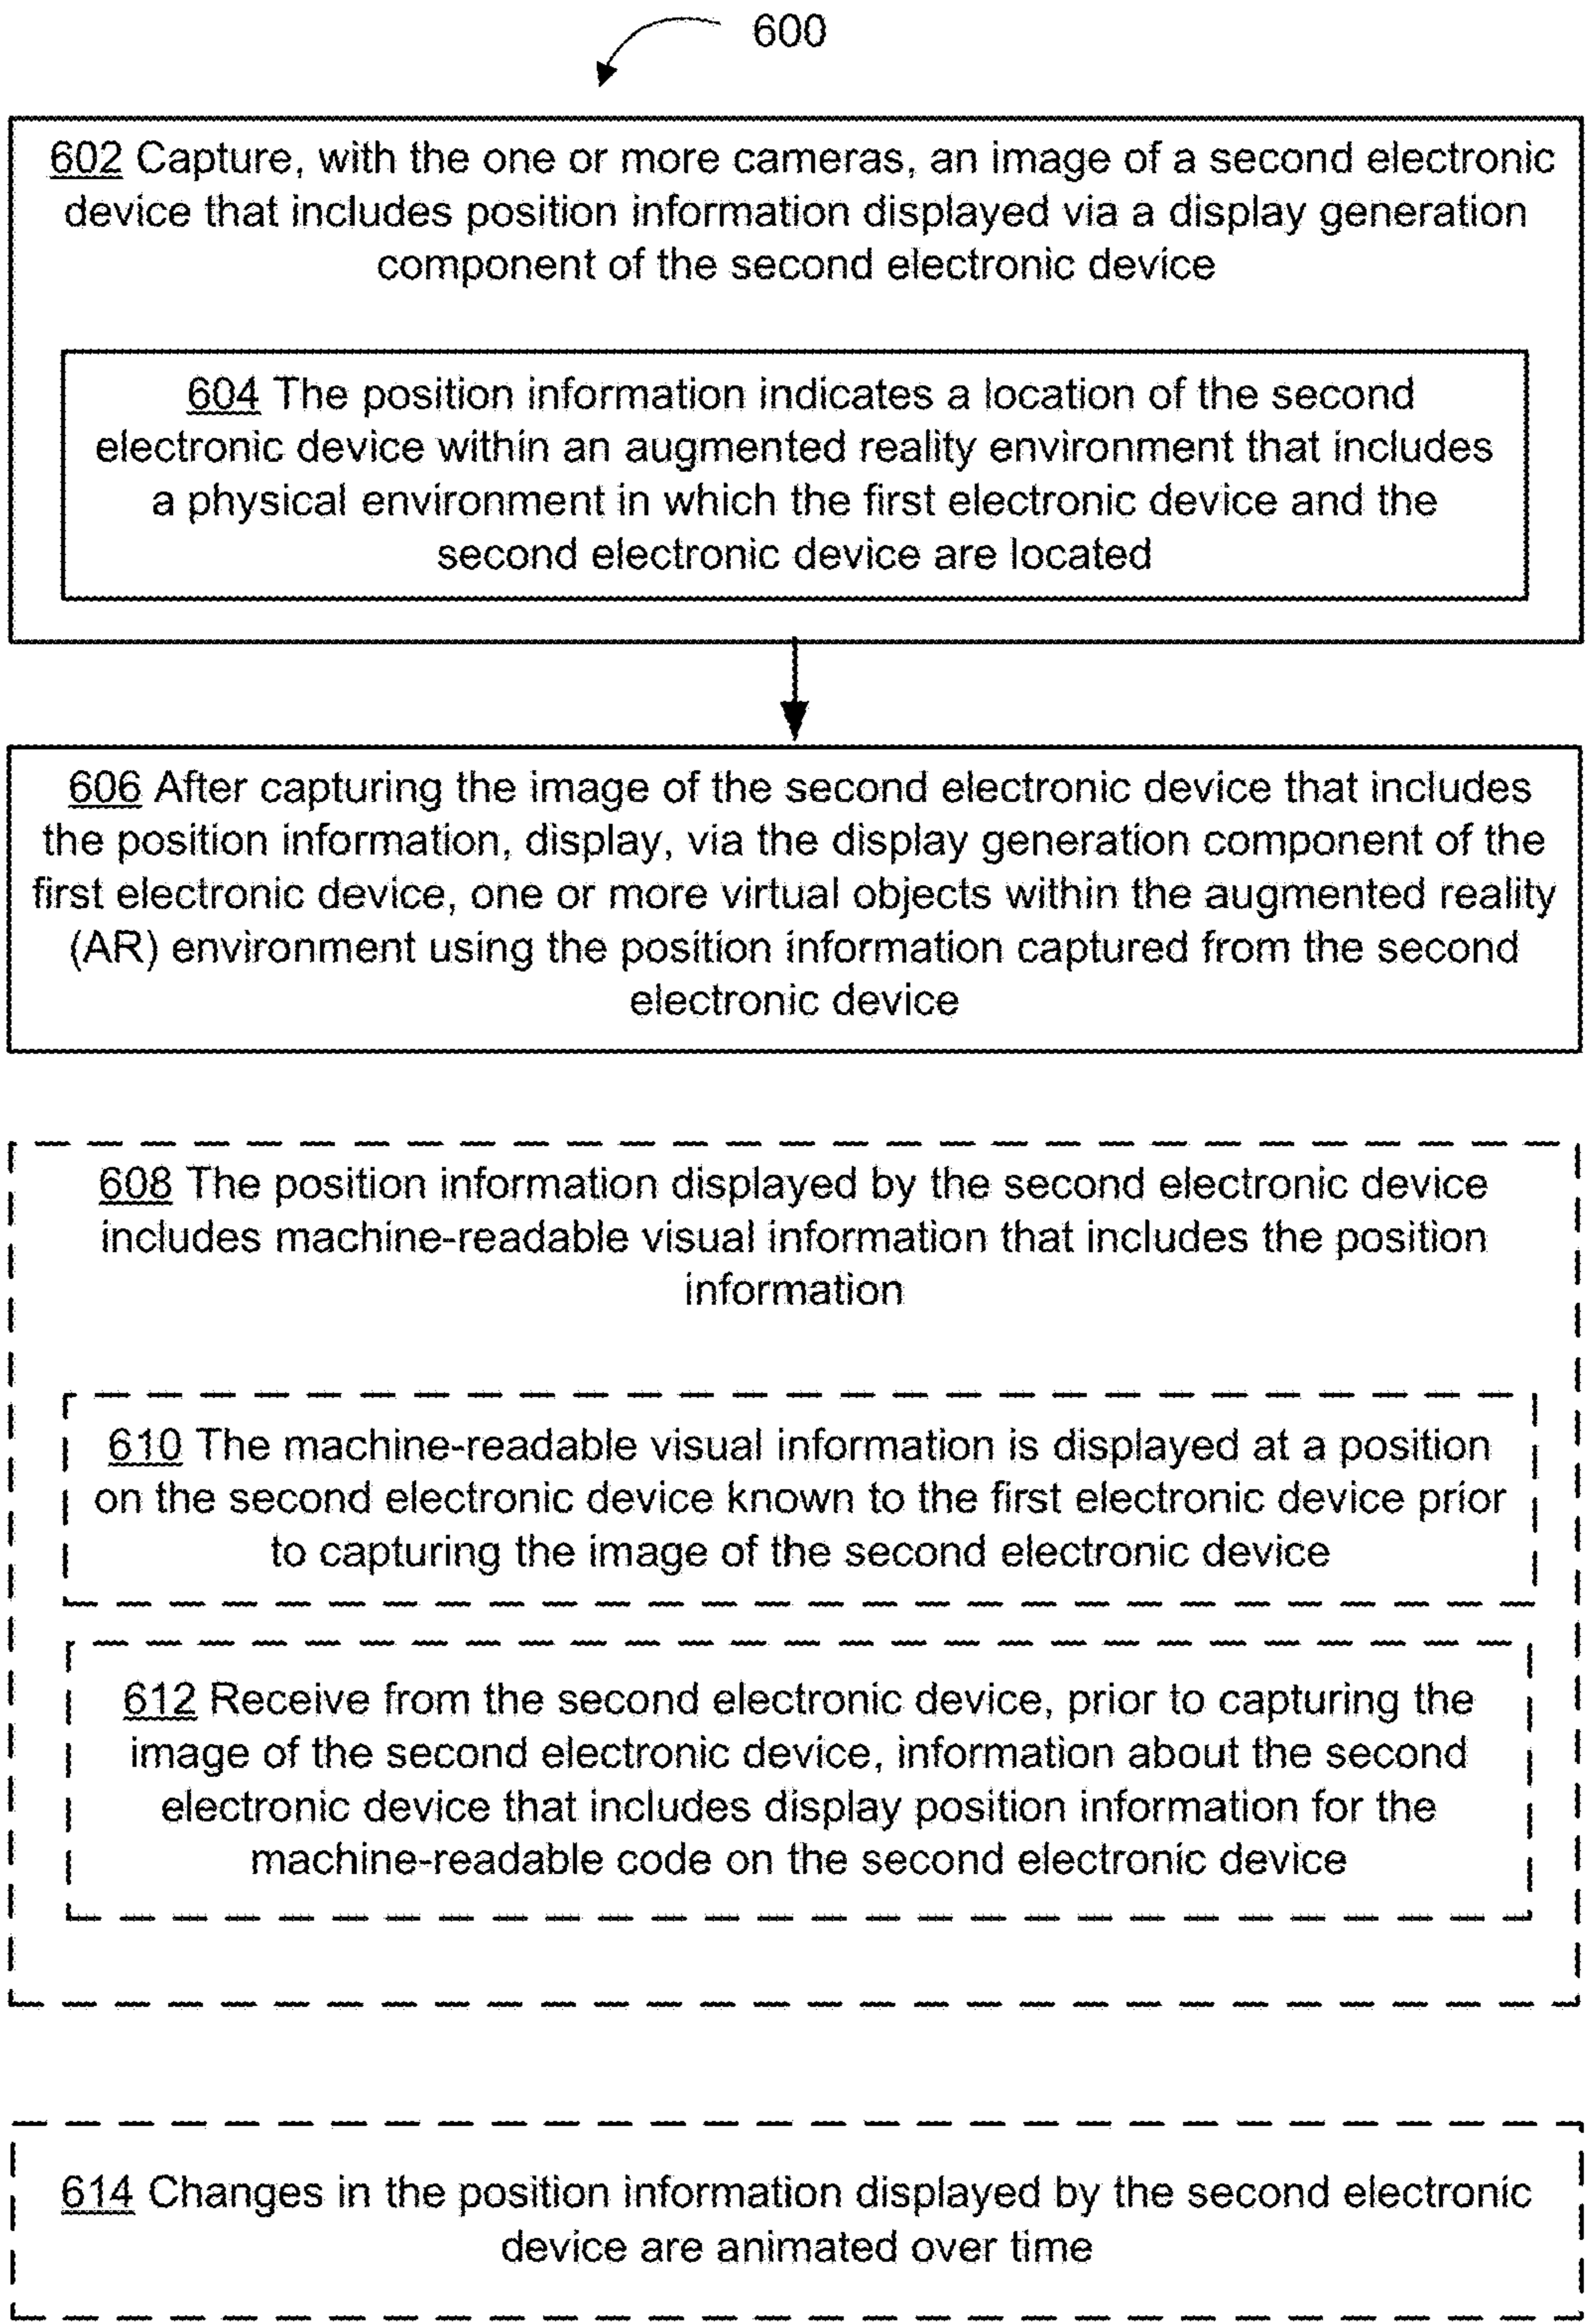 600
602 Capture, with the one or more cameras, an image of a second electronic
device that includes position information displayed via a display generation
component of the second electronic device
604 The position information indicates a location of the second
electronic device within an augmented reality environment that includes
a physical environment in which the first electronic device and the
second electronic device are located
606 After capturing the image of the second electronic device that includes
the position information, display, via the display generation component of the
first electronic device, one or more virtual objects within the augmented reality
(AR) environment using the position information captured from the second
electronic device
608 The position information displayed by the second electronic device
includes machine-readable visual information that includes the position
information
610 The machine-readable visual information is displayed at a position
on the second electronic device known to the first electronic device prior
to capturing the image of the second electronic device
612 Receive from the second electronic device, prior to capturing the
image of the second electronic device, information about the second
electronic device that includes display position information for the
machine-readable code on the second electronic device
614 Changes in the position information displayed by the second electronic
device are animated over time